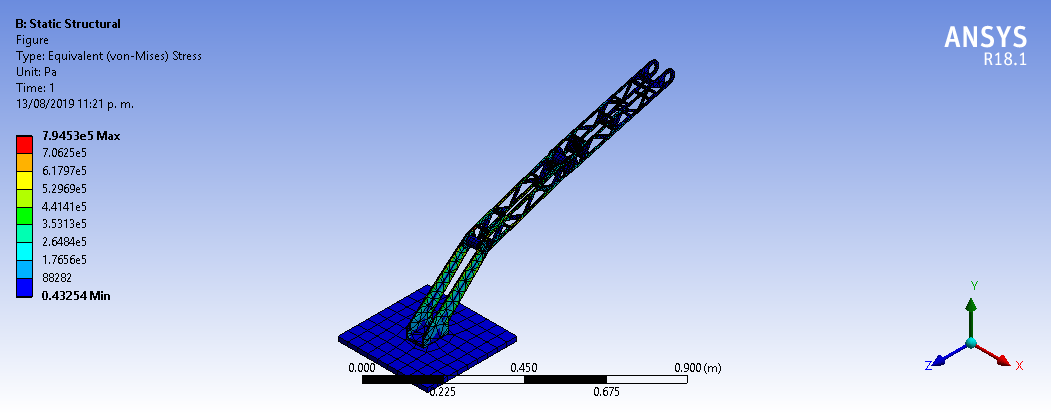 B: Static Structural
Figure
Type: Equivalent (von-Mises) Stress
Unit: Pa
Time: 1
13/08/2019 11:21 p. m.
ANSYS
R18.1
7.9453e5 Max
7.0625e5
6.1797e5
5.2969e5
4.4141e5
3.5313e5
2.6484e5
1.7656e5
88282
0.43254 Min
0.000 0.450 0.900 (m)
0.225 0.675
Y
Z X